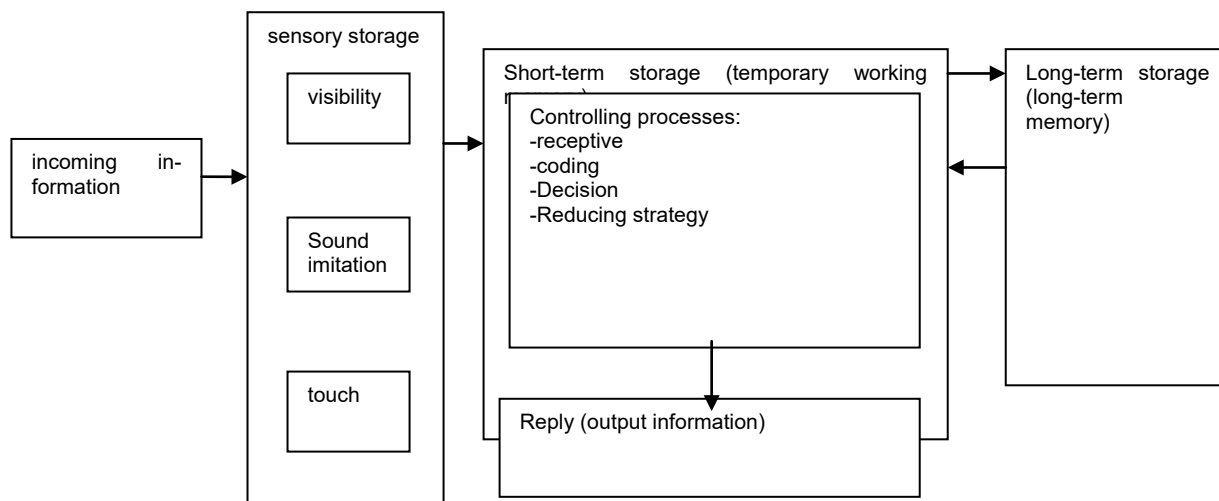 incoming in-
formation
sensory storage
visibility
Sound
imitation
touch
Short-term storage (temporary working
Controlling processes:
-receptive
-coding
-Decision
-Reducing strategy
Reply (output information)
Long-term storage
(long-term
memory)